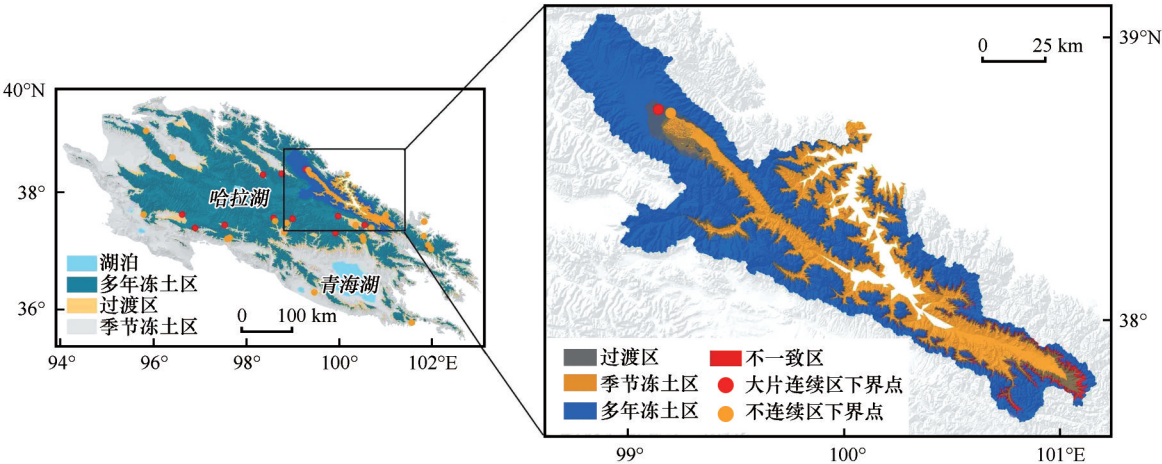 40°N
38°
36°
94°
96°
98°
100°
102°E
哈拉湖
青海湖
湖泊
多年冻土区
过渡区
季节冻土区
0 100 km
0 25 km
39°N
38°
99°
100°
101°E
过渡区
季节冻土区
多年冻土区
不一致区
大片连续区下界点
不连续区下界点